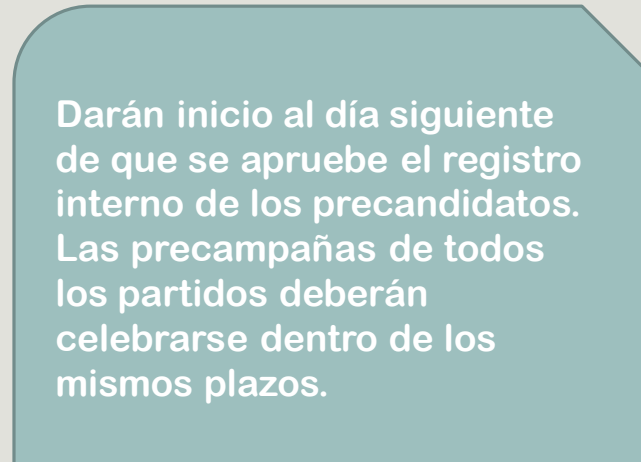 Darán inicio al día siguiente
de que se apruebe el registro
interno de los precandidatos.
Las precampañas de todos
los partidos deberán
celebrarse dentro de los
mismos plazos.